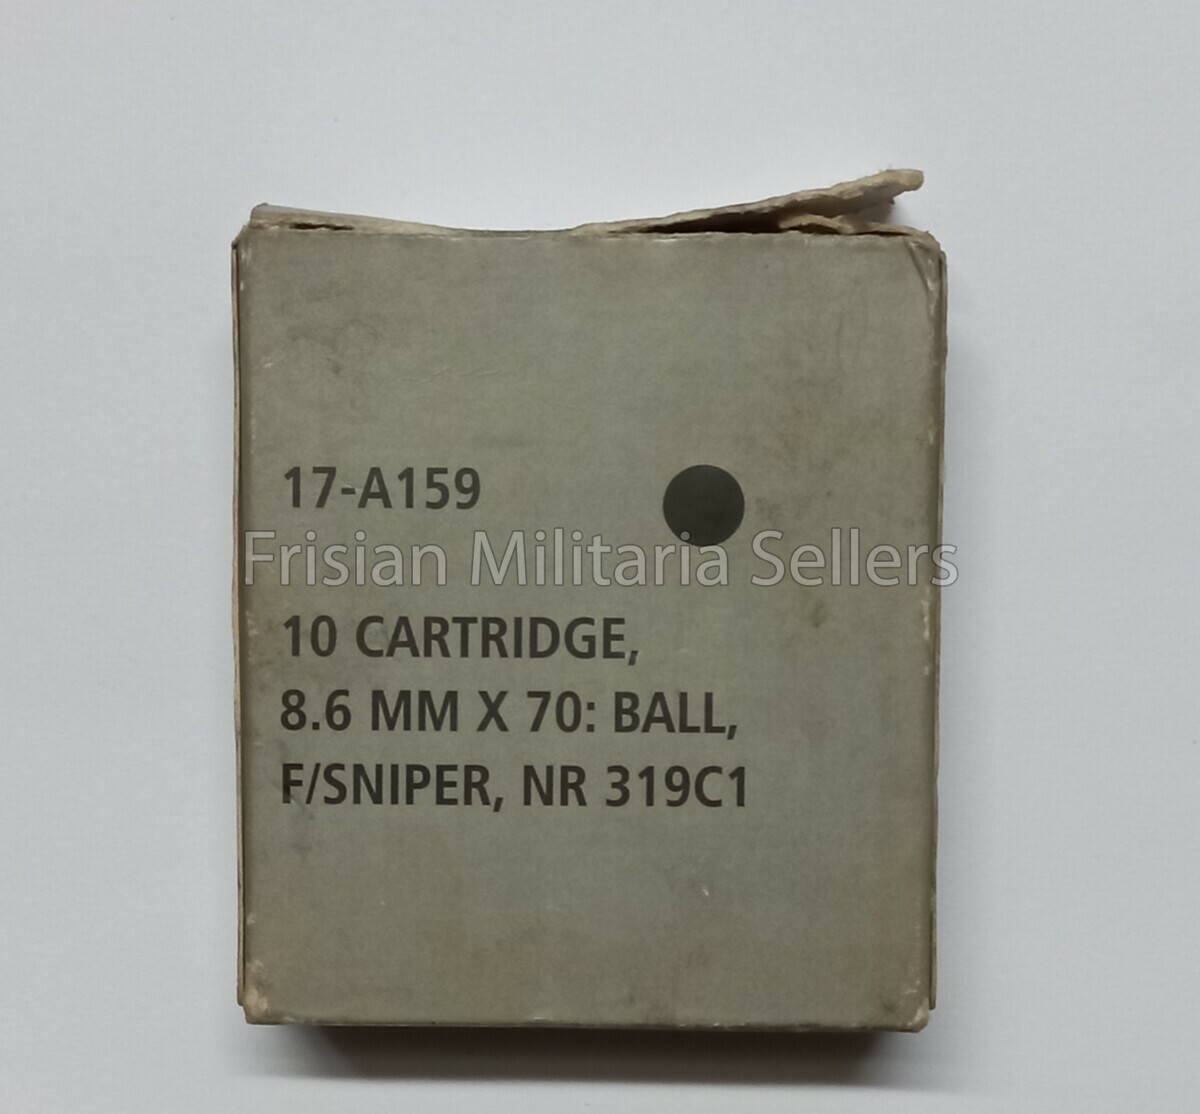 17-A159
Frisian Militaria Sellers
10 CARTRIDGE,
8.6 MM X 70: BALL,
F/SNIPER, NR 319C1